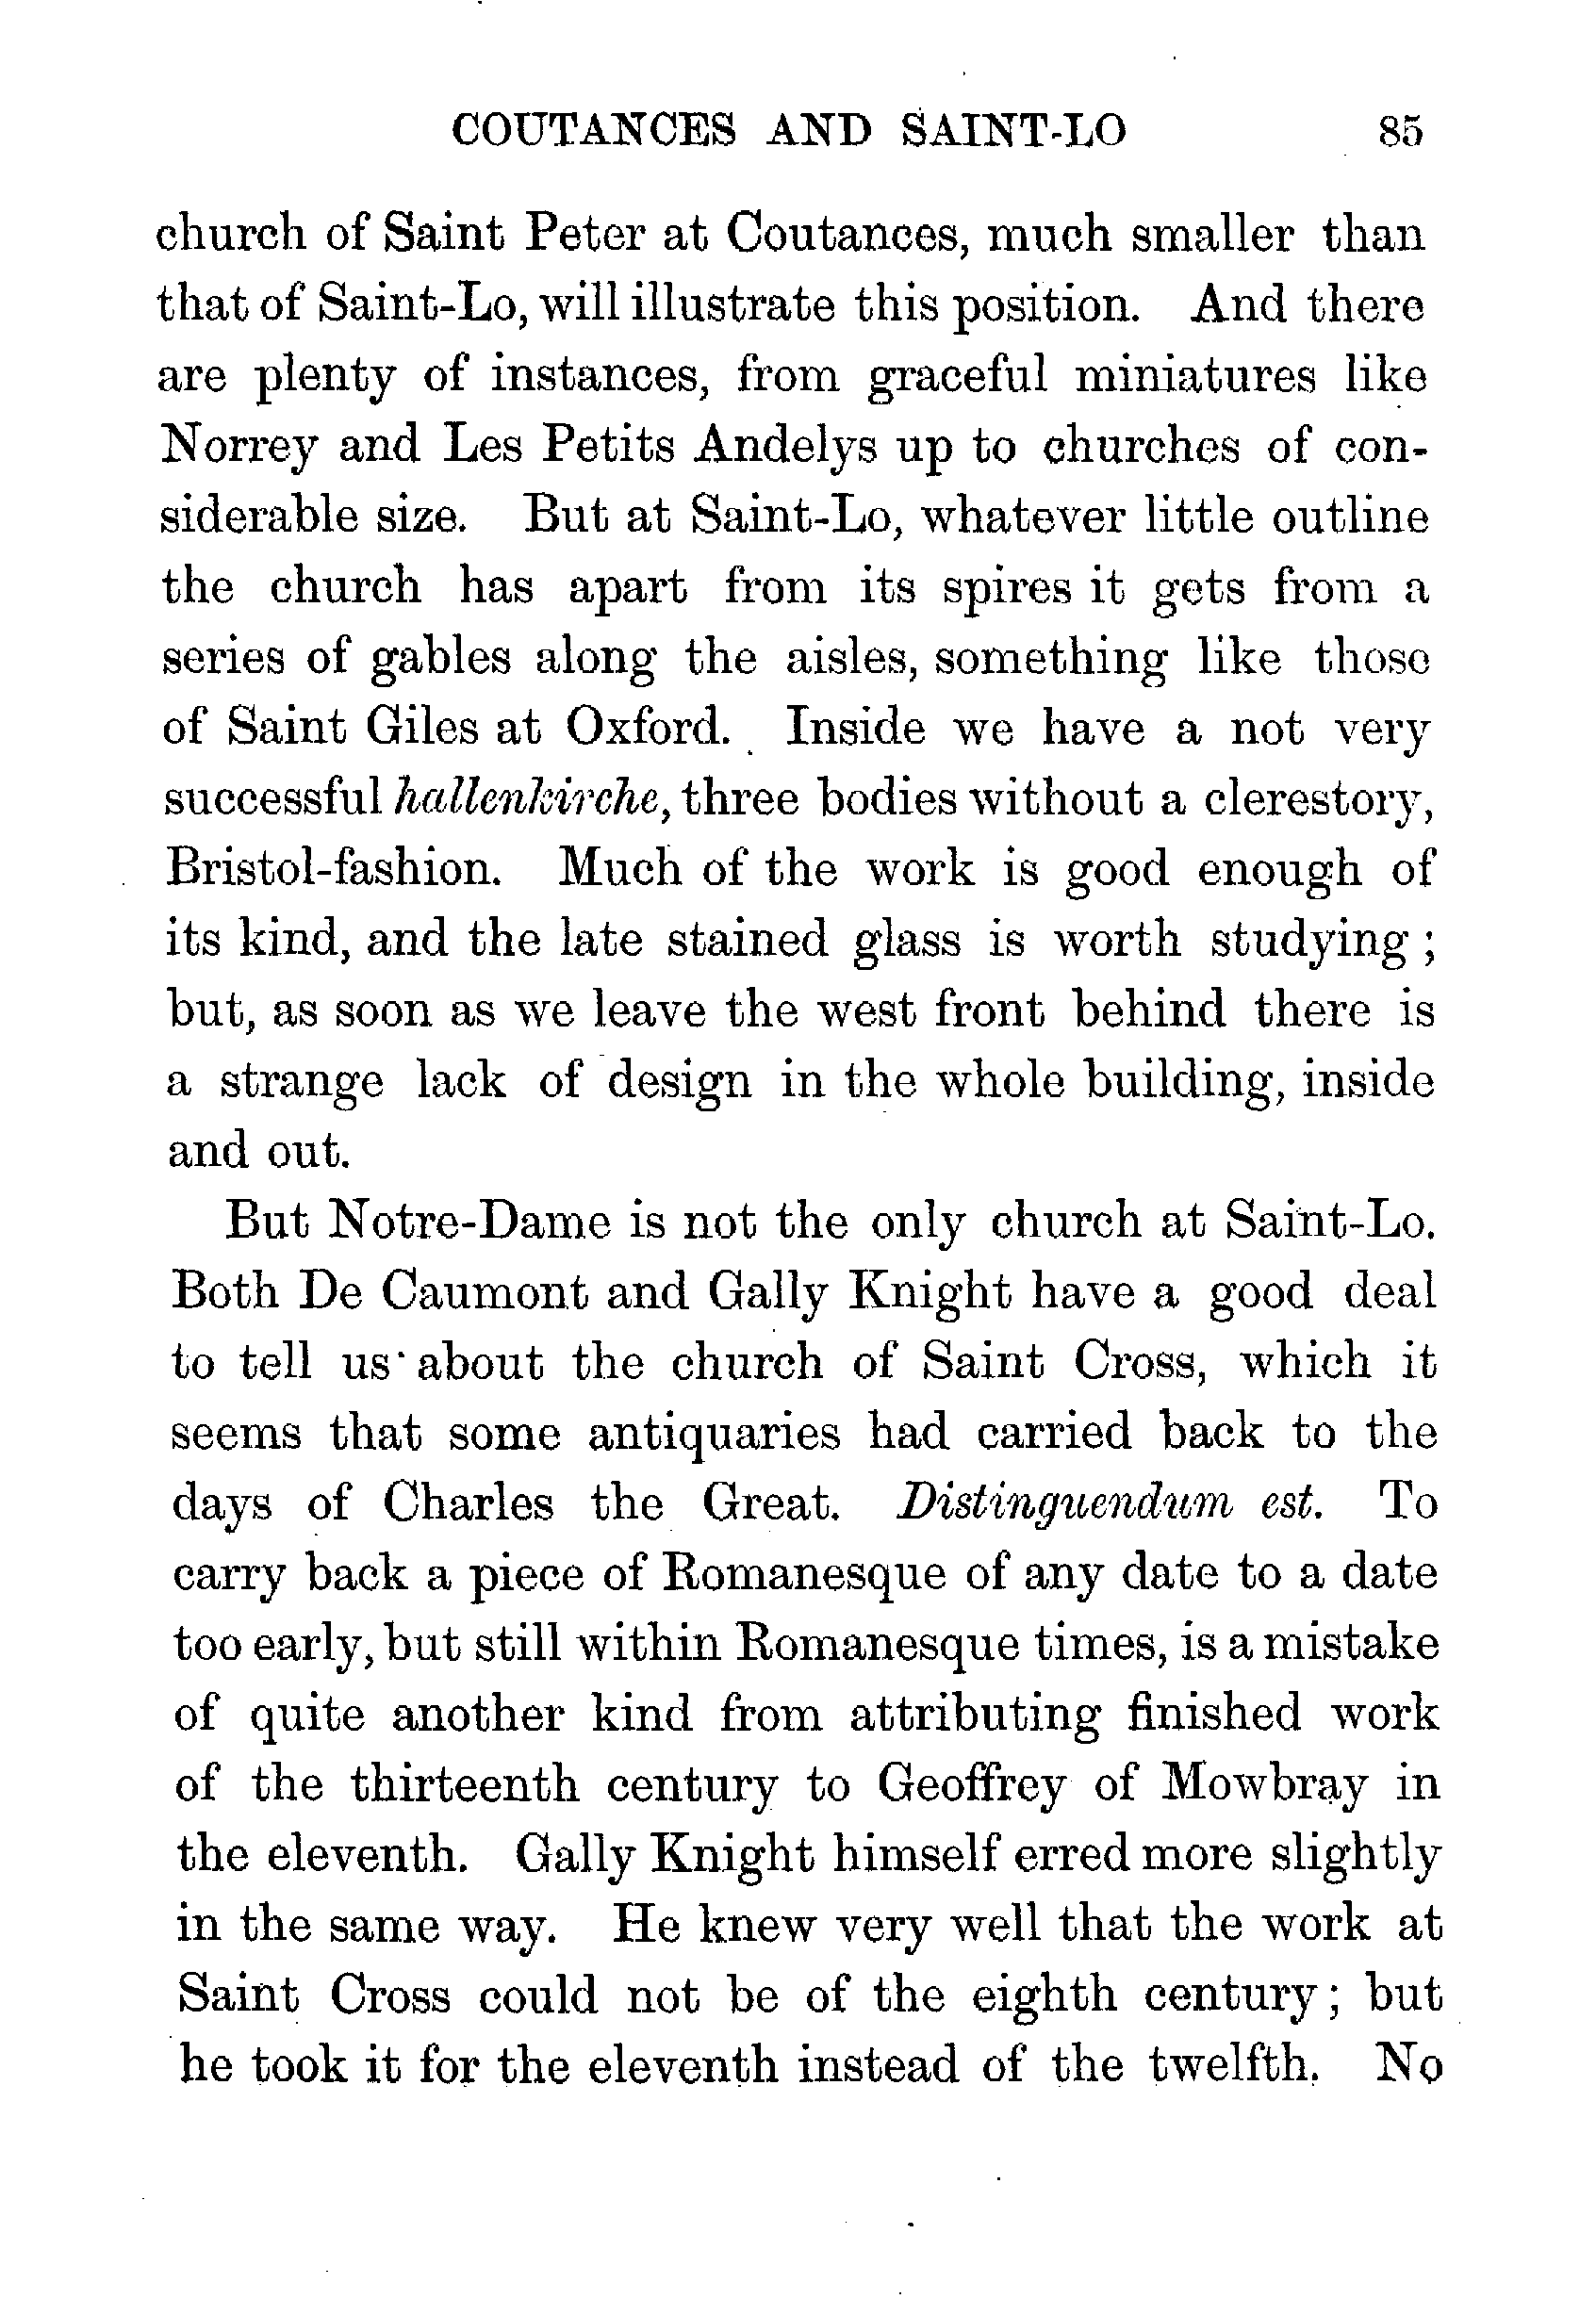 COUTANCES AND SAINT-LO 85
church of Saint Peter at Coutances, much smaller than
that of Saint-Lo, will illustrate this position. And there
are plenty of instances, from graceful miniatures like
Norrey and Les Petits Andelys up to churches of con-
siderable size. But at Saint-Lo, whatever little outline
the church has apart from its spires it gets from a
series of gables along the aisles, something like those
of Saint Giles at Oxford. Inside we have a not very
successful hallenkirche, three bodies without a clerestory,
Bristol-fashion. Much of the work is good enough of
its kind, and the late stained glass is worth studying ;
but, as soon as we leave the west front behind there is
a strange lack of design in the whole building, inside
and out.
But Notre-Dame is not the only church at Saint-Lo.
Both De Caumont and Gally Knight have a good deal
to tell us about the church of Saint Cross, which it
seems that some antiquaries had carried back to the
days of Charles the Great. Distinguendum est. To
carry back a piece of Romanesque of any date to a date
too early, but still within Romanesque times, is a mistake
of quite another kind from attributing finished work
of the thirteenth century to Geoffrey of Mowbray in
the eleventh. Gally Knight himself erred more slightly
in the same way. He knew very well that the work at
Saint Cross could not be of the eighth century ; but
he took it for the eleventh instead of the twelfth. No